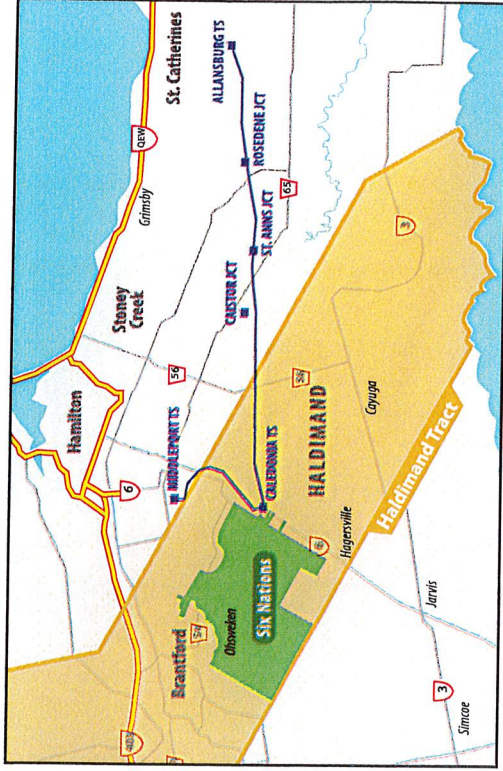 St. Catherines
QEW
Grimsby
ALLANSBURG TS
Stoney
Creek
Hamilton
ROSEDENE JCT
65
ST. ANNS JCT
CAISTOR JCT
56
6
MIDDLEPORT TS
403
Brantford
54
Ohsweken
Six Nations
CALEDONIA TS
HALDIMAND
56
3
Cayuga
6
Hagersville
Haldimand Tract
Jarvis
3
Simcoe